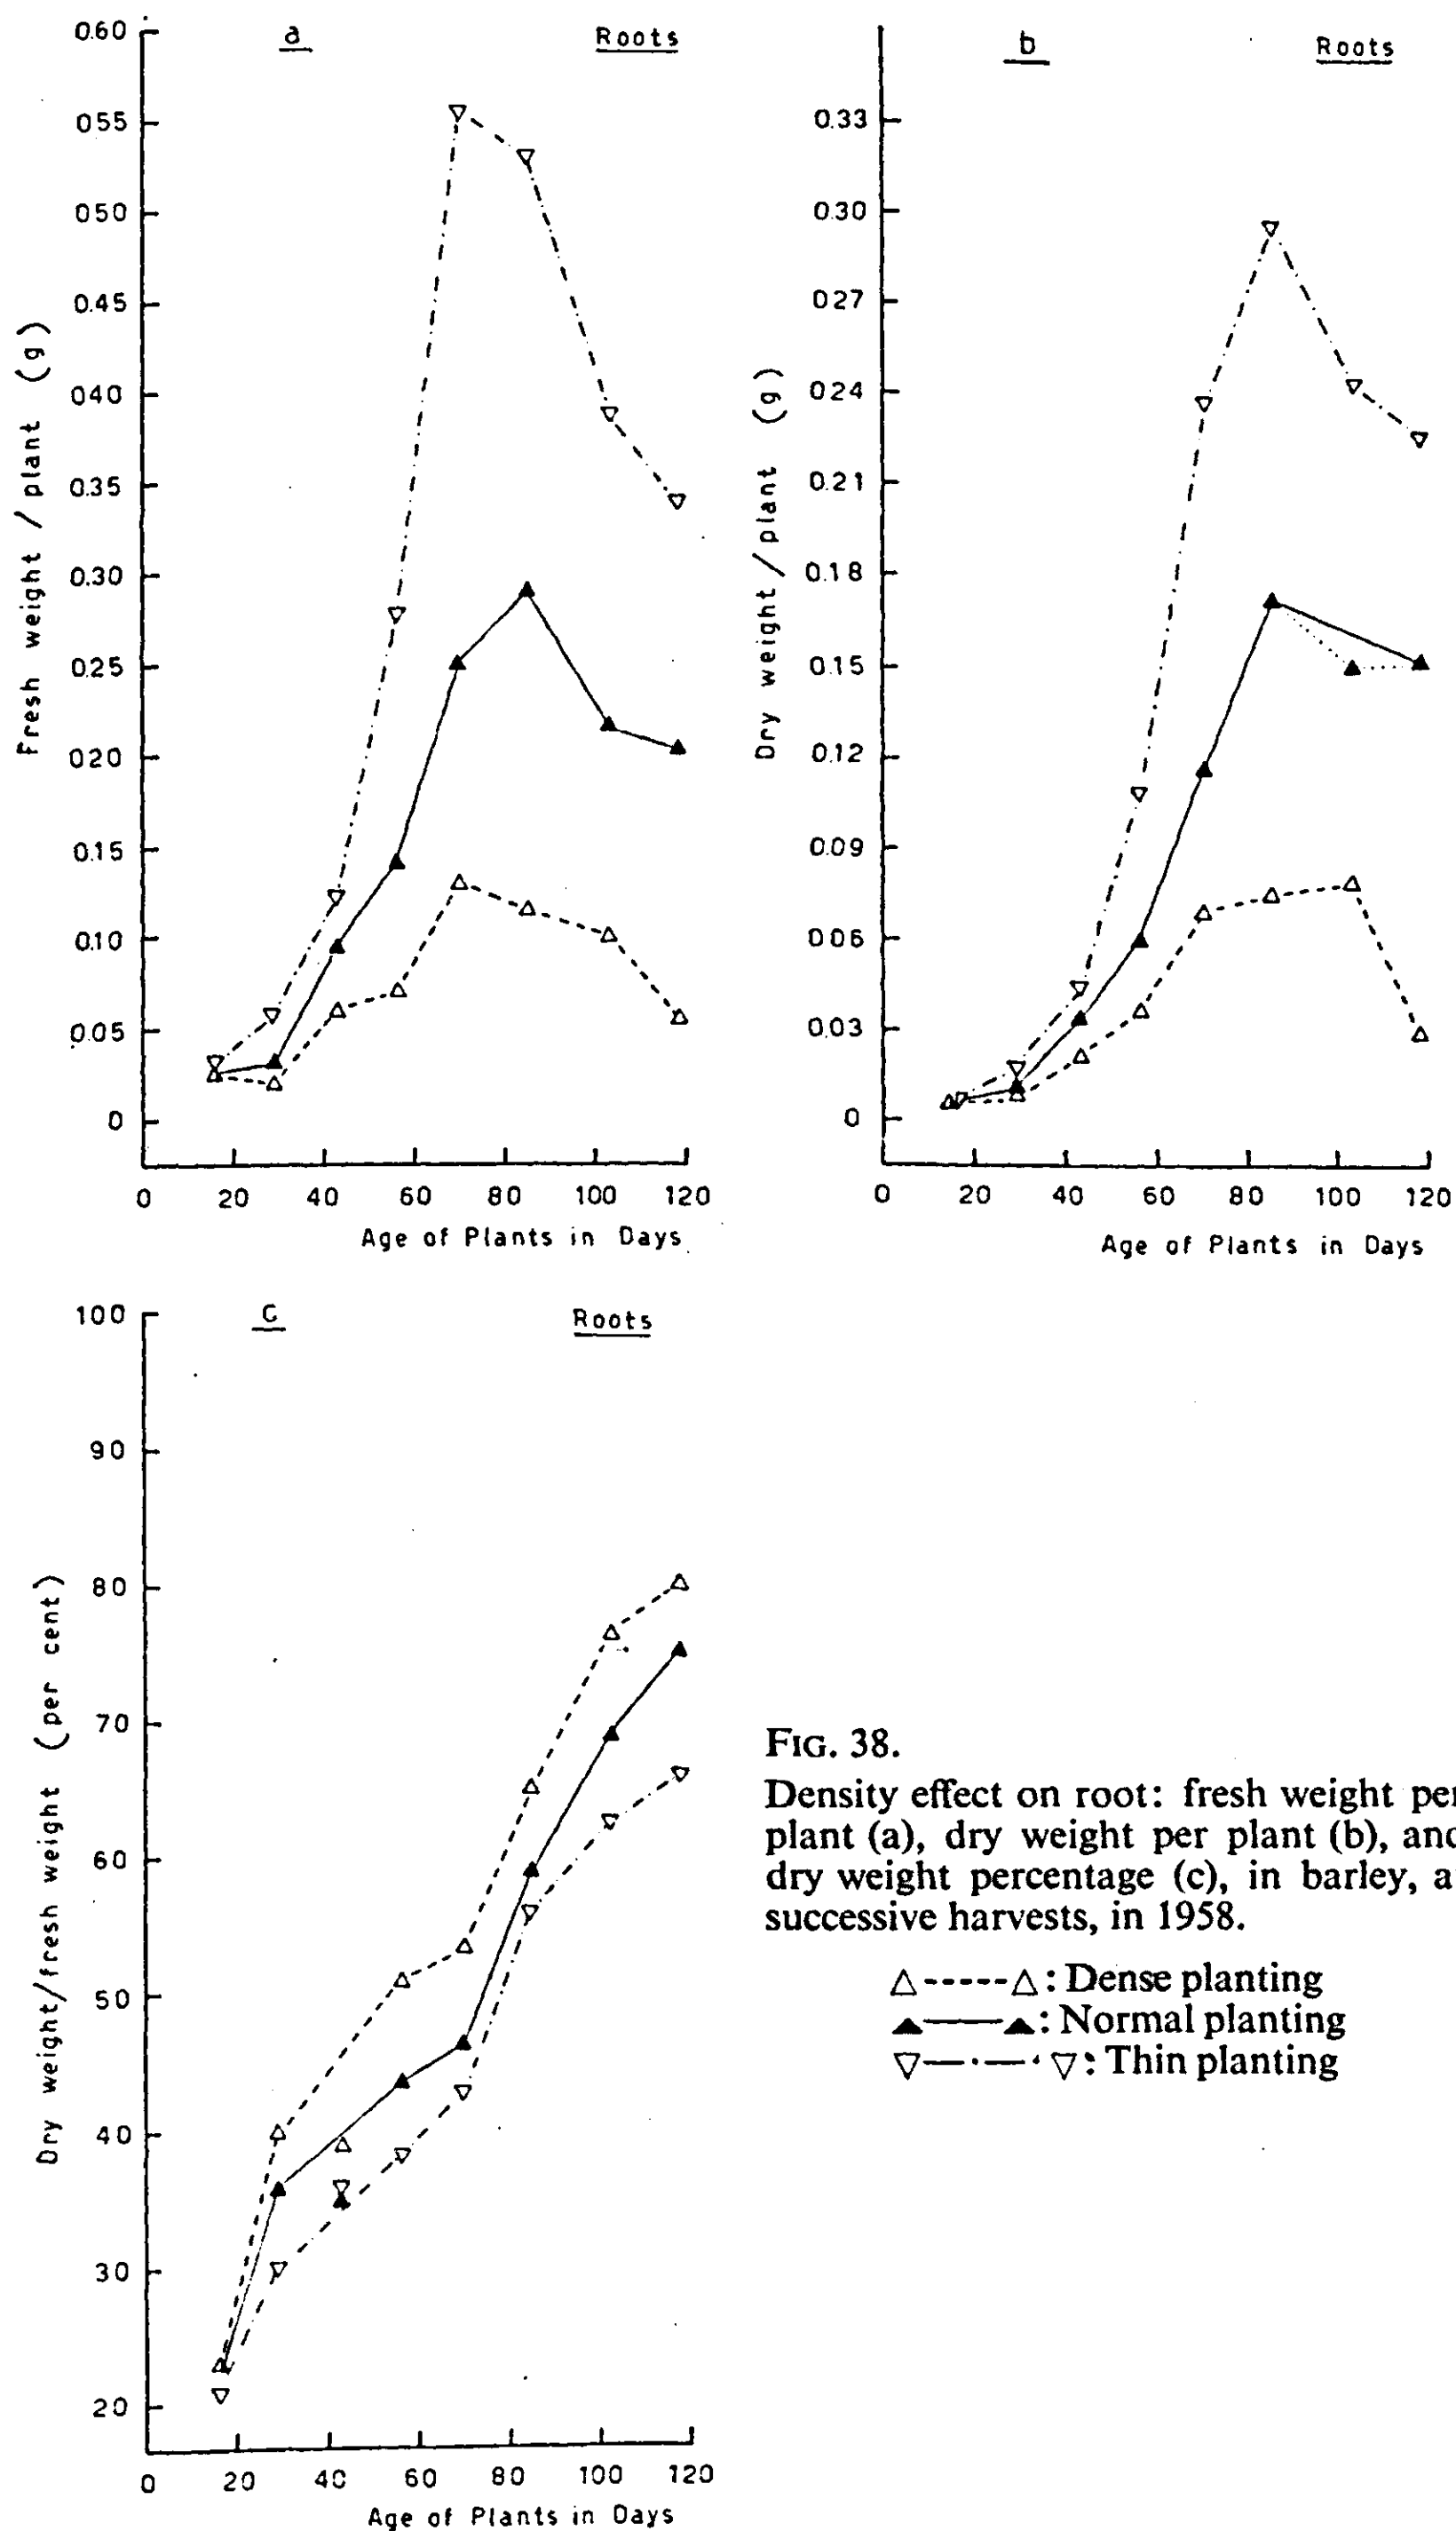 a Roots
0.60
0.55
0.50
0.45
0.40
0.35
0.30
0.25
0.20
0.15
0.10
0.05
0
Fresh weight / plant (g)
0 20 40 60 80 100 120
Age of Plants in Days
b Roots
0.33
0.30
0.27
0.24
0.21
0.18
0.15
0.12
0.09
0.06
0.03
0
Dry weight/plant (g)
0 20 40 60 80 100 120
Age of Plants in Days
c Roots
100
90
80
70
60
50
40
30
20
Dry weight/fresh weight (per cent)
0 20 40 60 80 100 120
Age of Plants in Days
FIG. 38.
Density effect on root: fresh weight per
plant (a), dry weight per plant (b), and
dry weight percentage (c), in barley, a
successive harvests, in 1958.
△-----△: Dense planting
▲——▲: Normal planting
▽—·—·▽: Thin planting